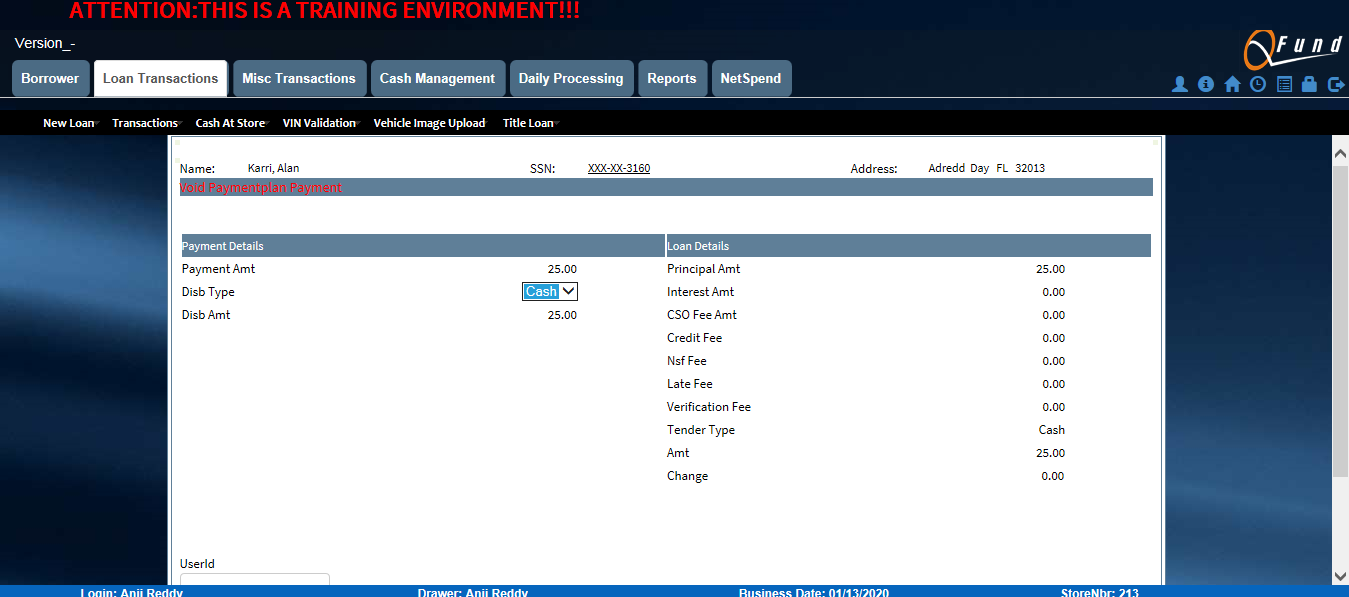 ATTENTION:THIS IS A TRAINING ENVIRONMENT!!!
Version_-
QFund
Borrower Loan Transactions Misc Transactions Cash Management Daily Processing Reports NetSpend
New Loan Transactions Cash At Store VIN Validation Vehicle Image Upload Title Loan
Name: Karri, Alan SSN: XXX-XX-3160 Address: Adredd Day FL 32013
Void Paymentplan Payment
Payment Details Loan Details
Payment Amt 25.00 Principal Amt 25.00
Disb Type Cash Interest Amt 0.00
Disb Amt 25.00 CSO Fee Amt 0.00
Credit Fee 0.00
Nsf Fee 0.00
Late Fee 0.00
Verification Fee 0.00
Tender Type Cash
Amt 25.00
Change 0.00
UserId
Login: Anji Reddy Drawer: Anji Reddy Business Date: 01/13/2020 StoreNbr: 213